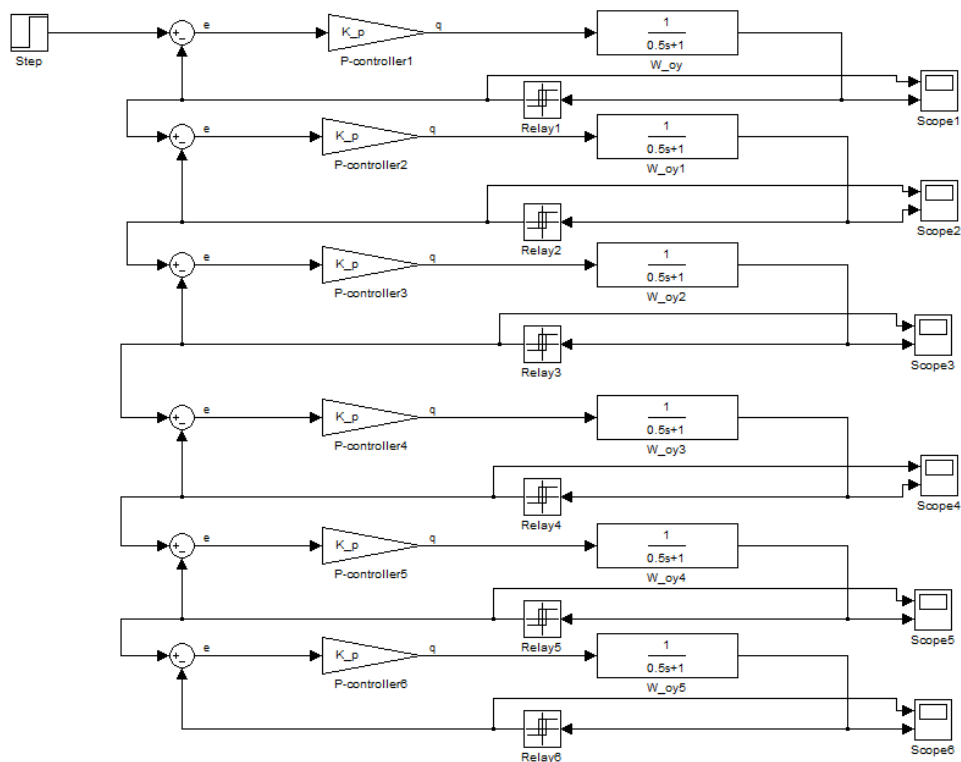 Step
+
-
e
K_p
P-controller1
q
1
0.5s+1
W_oy
Relay1
Scope1
+
-
e
K_p
P-controller2
q
1
0.5s+1
W_oy1
Relay2
Scope2
+
-
e
K_p
P-controller3
q
1
0.5s+1
W_oy2
Relay3
Scope3
+
-
e
K_p
P-controller4
q
1
0.5s+1
W_oy3
Relay4
Scope4
+
-
e
K_p
P-controller5
q
1
0.5s+1
W_oy4
Relay5
Scope5
+
-
e
K_p
P-controller6
q
1
0.5s+1
W_oy5
Relay6
Scope6